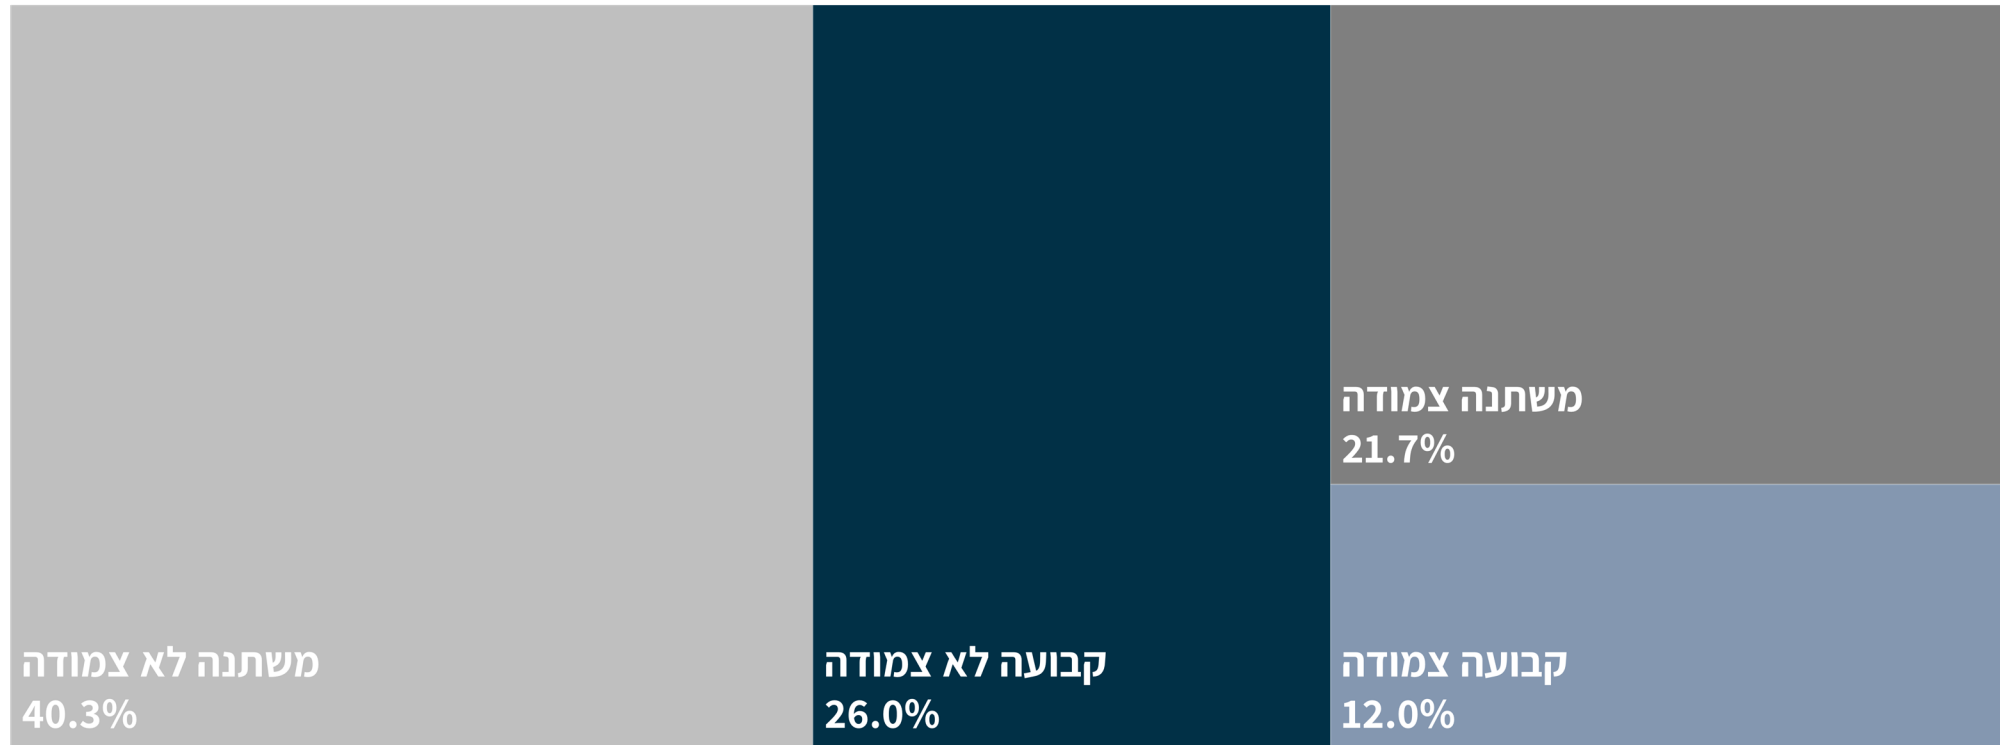 משתנה לא צמודה
40.3%
קבועה לא צמודה
26.0%
משתנה צמודה
21.7%
קבועה צמודה
12.0%